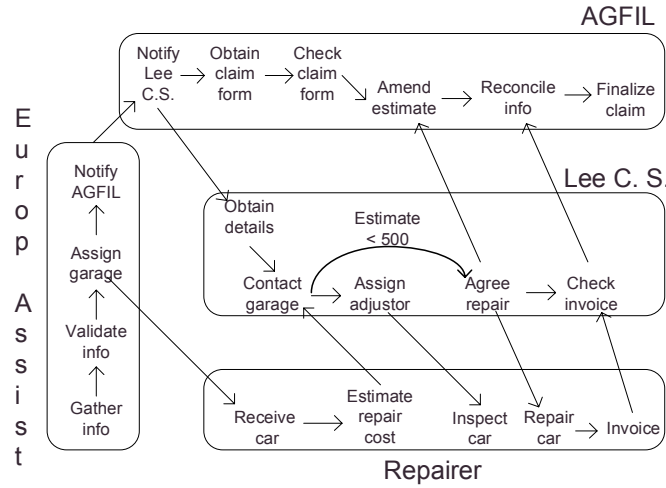 AGFIL
Notify
Lee
C.S.
Obtain
claim
form
Check
claim
form
Amend
estimate
Reconcile
info
Finalize
claim
Europ Assist
Notify
AGFIL
Assign
garage
Validate
info
Gather
info
Lee C. S.
Obtain
details
Estimate
< 500
Contact
garage
Assign
adjustor
Agree
repair
Check
invoice
Receive
car
Estimate
repair
cost
Inspect
car
Repair
car
Invoice
Repairer